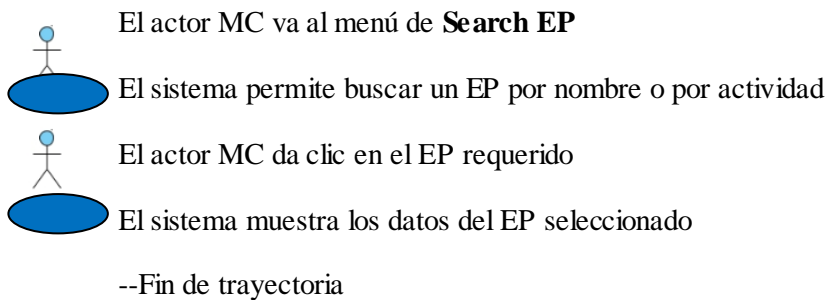 El actor MC va al menú de Search EP
El sistema permite buscar un EP por nombre o por actividad
El actor MC da clic en el EP requerido
El sistema muestra los datos del EP seleccionado
--Fin de trayectoria